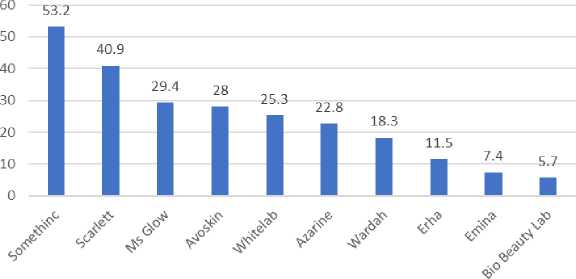 60
53.2
50
40.9
40
29.4
28
25.3
22.8
18.3
11.5
7.4
5.7
30
20
10
0
Somethinc
Scarlett
Ms Glow
Avoskin
Whitelab
Azarine
Wardah
Erha
Emina
Bio Beauty Lab